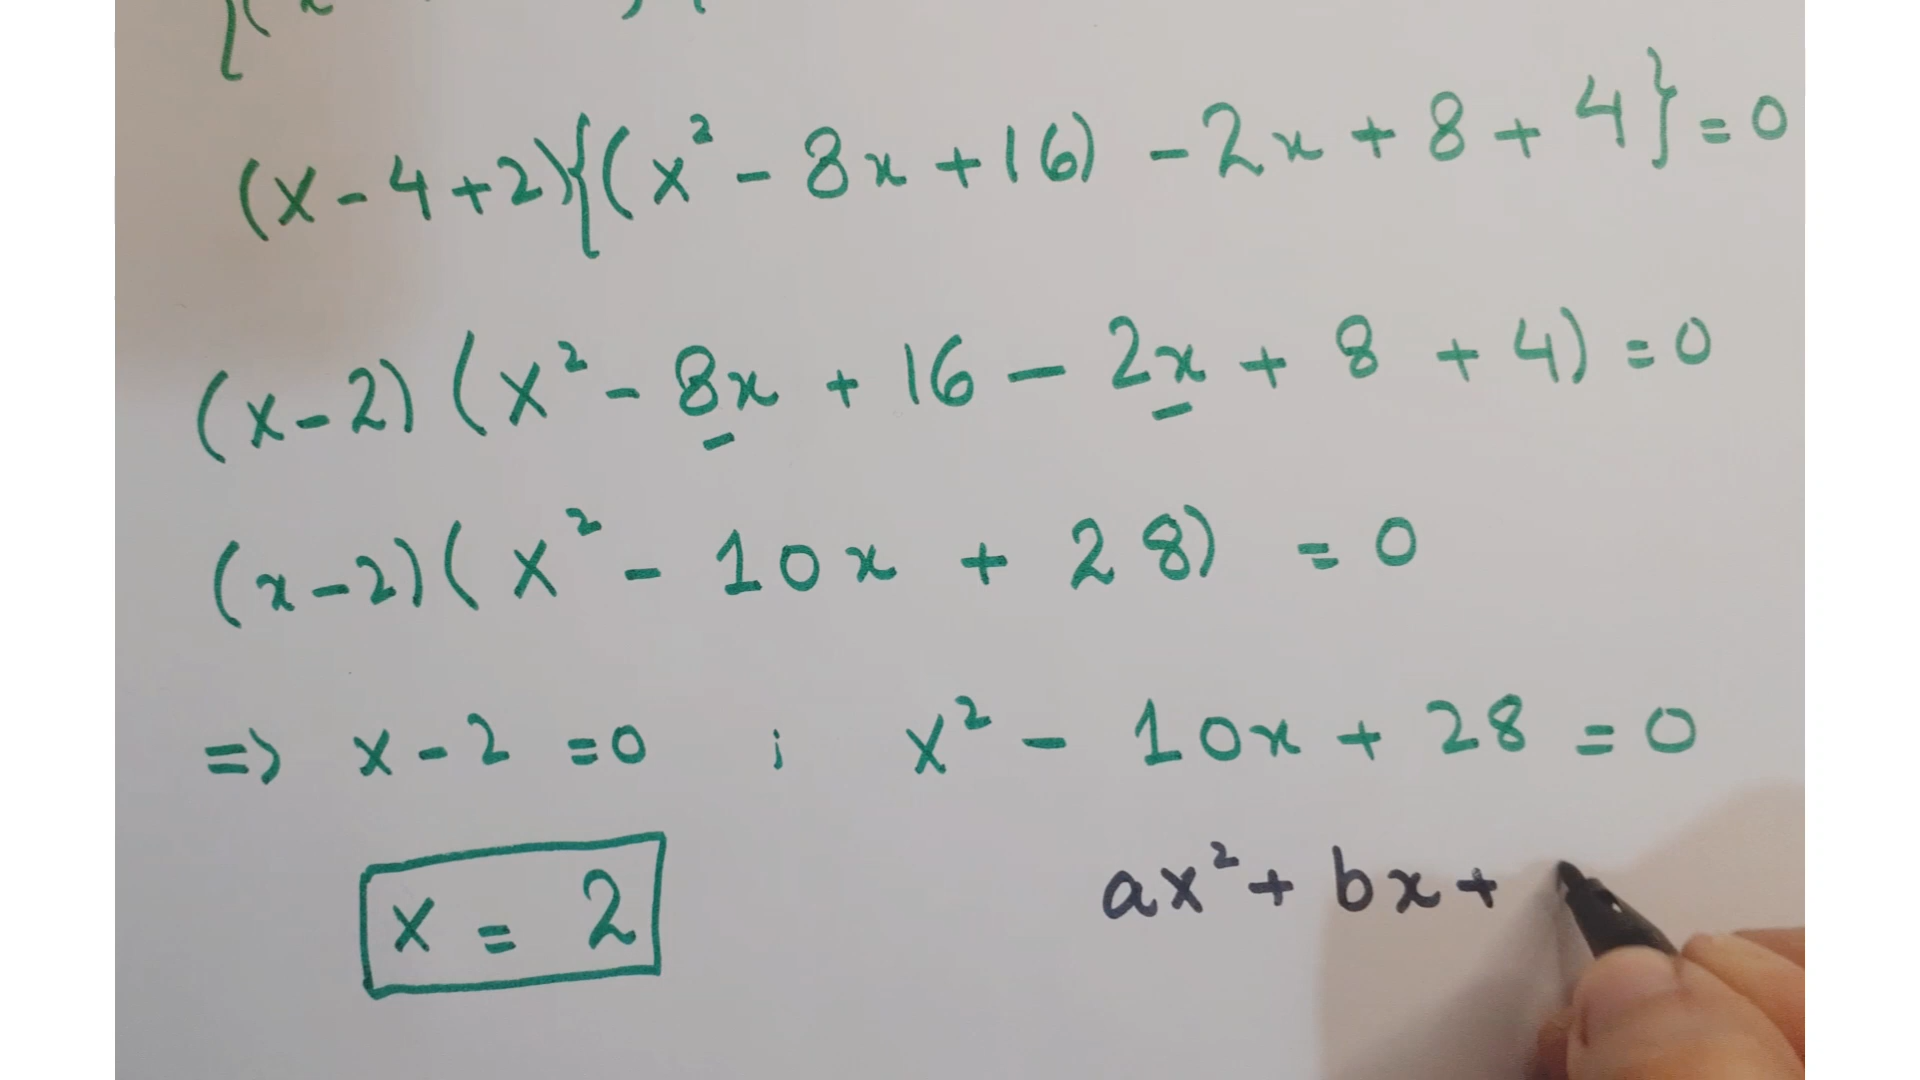 (x-4+2){(x² - 8x + 16) - 2x + 8 + 4} = 0
(x-2)(x² - 8x + 16 - 2x + 8 + 4) = 0
(x-2)(x² - 10x + 28) = 0
=> x - 2 = 0 ; x² - 10x + 28 = 0
x = 2
ax² + bx +